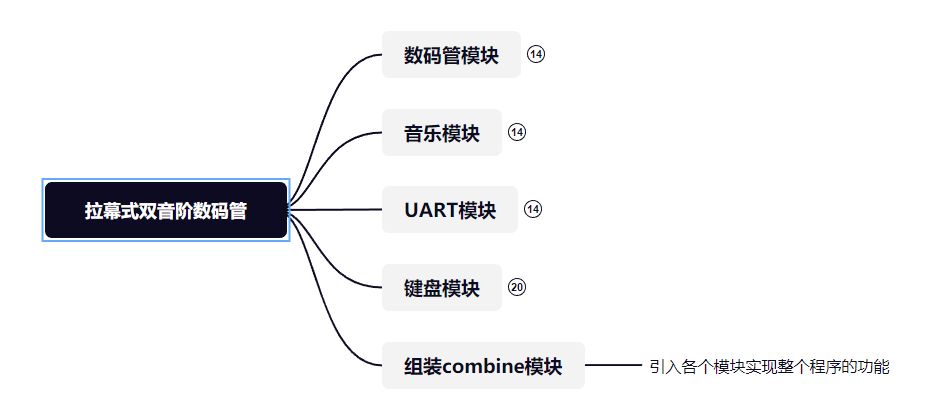 数码管模块 14
音乐模块 14
拉幕式双音阶数码管
UART模块 14
键盘模块 20
组装combine模块
引入各个模块实现整个程序的功能